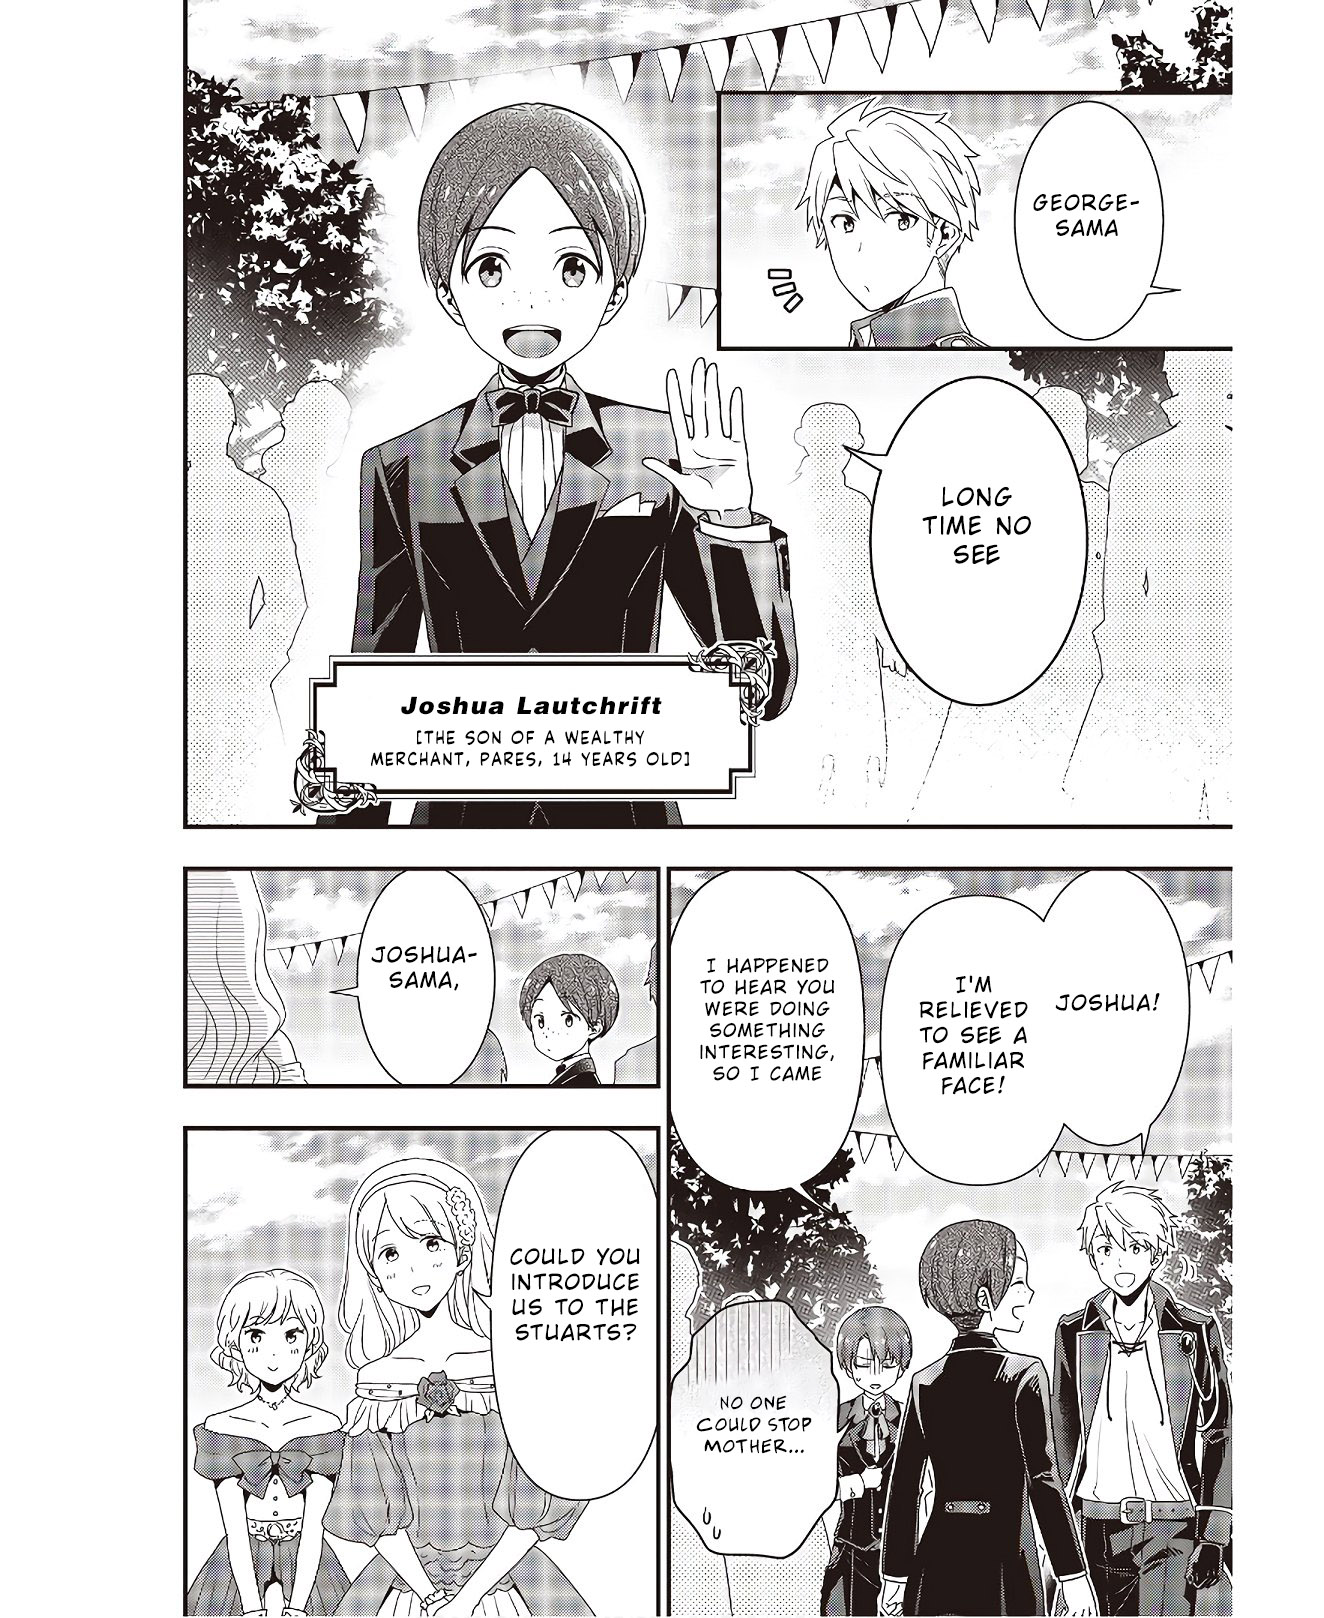 GEORGE-
SAMA
LONG
TIME NO
SEE
Joshua Lautchrift
[THE SON OF A WEALTHY
MERCHANT, PARES, 14 YEARS OLD]
JOSHUA!
I'M
RELIEVED
TO SEE A
FAMILIAR
FACE!
I HAPPENED
TO HEAR YOU
WERE DOING
SOMETHING
INTERESTING,
SO I CAME
NO ONE
COULD STOP
MOTHER...
JOSHUA-
SAMA,
COULD YOU
INTRODUCE
US TO THE
STUARTS?